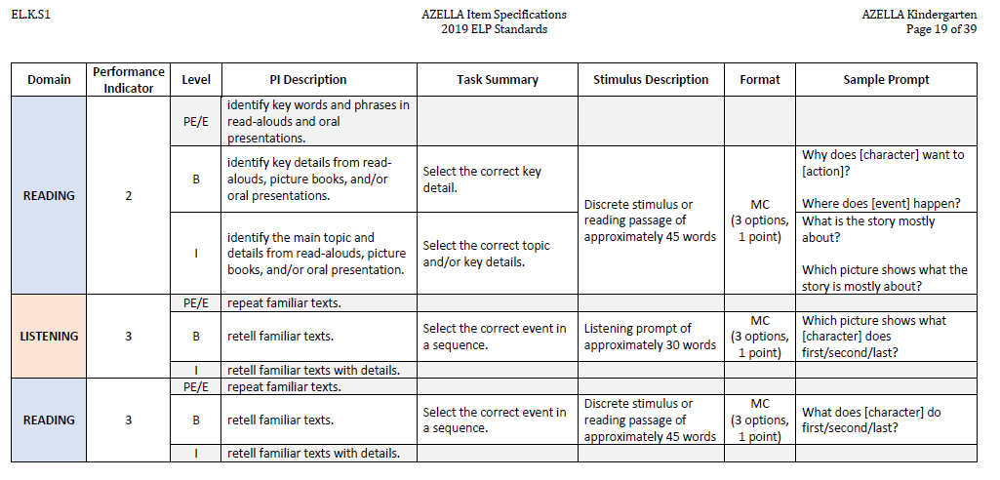 EL.K.S1
AZELLA Item Specifications
2019 ELP Standards
AZELLA Kindergarten
Page 19 of 39
Domain
Performance
Indicator
Level
PI Description
Task Summary
Stimulus Description
Format
Sample Prompt
READING
2
PE/E
identify key words and phrases in
read-alouds and oral
presentations.
B
identify key details from read-
alouds, picture books, and/or
oral presentations.
Select the correct key
detail.
Discrete stimulus or
reading passage of
approximately 45 words
MC
(3 options,
1 point)
Why does [character] want to
[action]?
Where does [event] happen?
I
identify the main topic and
details from read-alouds, picture
books, and/or oral presentation.
Select the correct topic
and/or key details.
What is the story mostly
about?
Which picture shows what the
story is mostly about?
LISTENING
3
PE/E
repeat familiar texts.
B
retell familiar texts.
Select the correct event in
a sequence.
Listening prompt of
approximately 30 words
MC
(3 options,
1 point)
Which picture shows what
[character] does
first/second/last?
I
retell familiar texts with details.
READING
3
PE/E
repeat familiar texts.
B
retell familiar texts.
Select the correct event in
a sequence.
Discrete stimulus or
reading passage of
approximately 45 words
MC
(3 options,
1 point)
What does [character] do
first/second/last?
I
retell familiar texts with details.